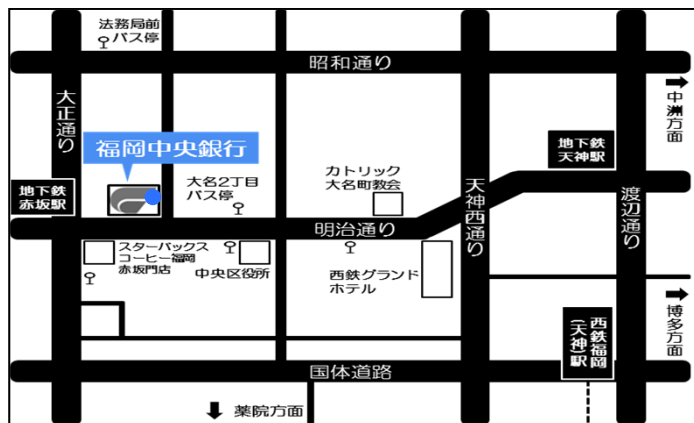 法務局前
バス停
昭和通り
大正通り
中洲方面
福岡中央銀行
地下鉄
天神駅
地下鉄
赤坂駅
大名2丁目
バス停
カトリック
大名町教会
天神西通り
渡辺通り
明治通り
スターバックス
コーヒー福岡
赤坂門店
中央区役所
西鉄グランド
ホテル
西鉄福岡
(天神)駅
博多方面
国体道路
薬院方面